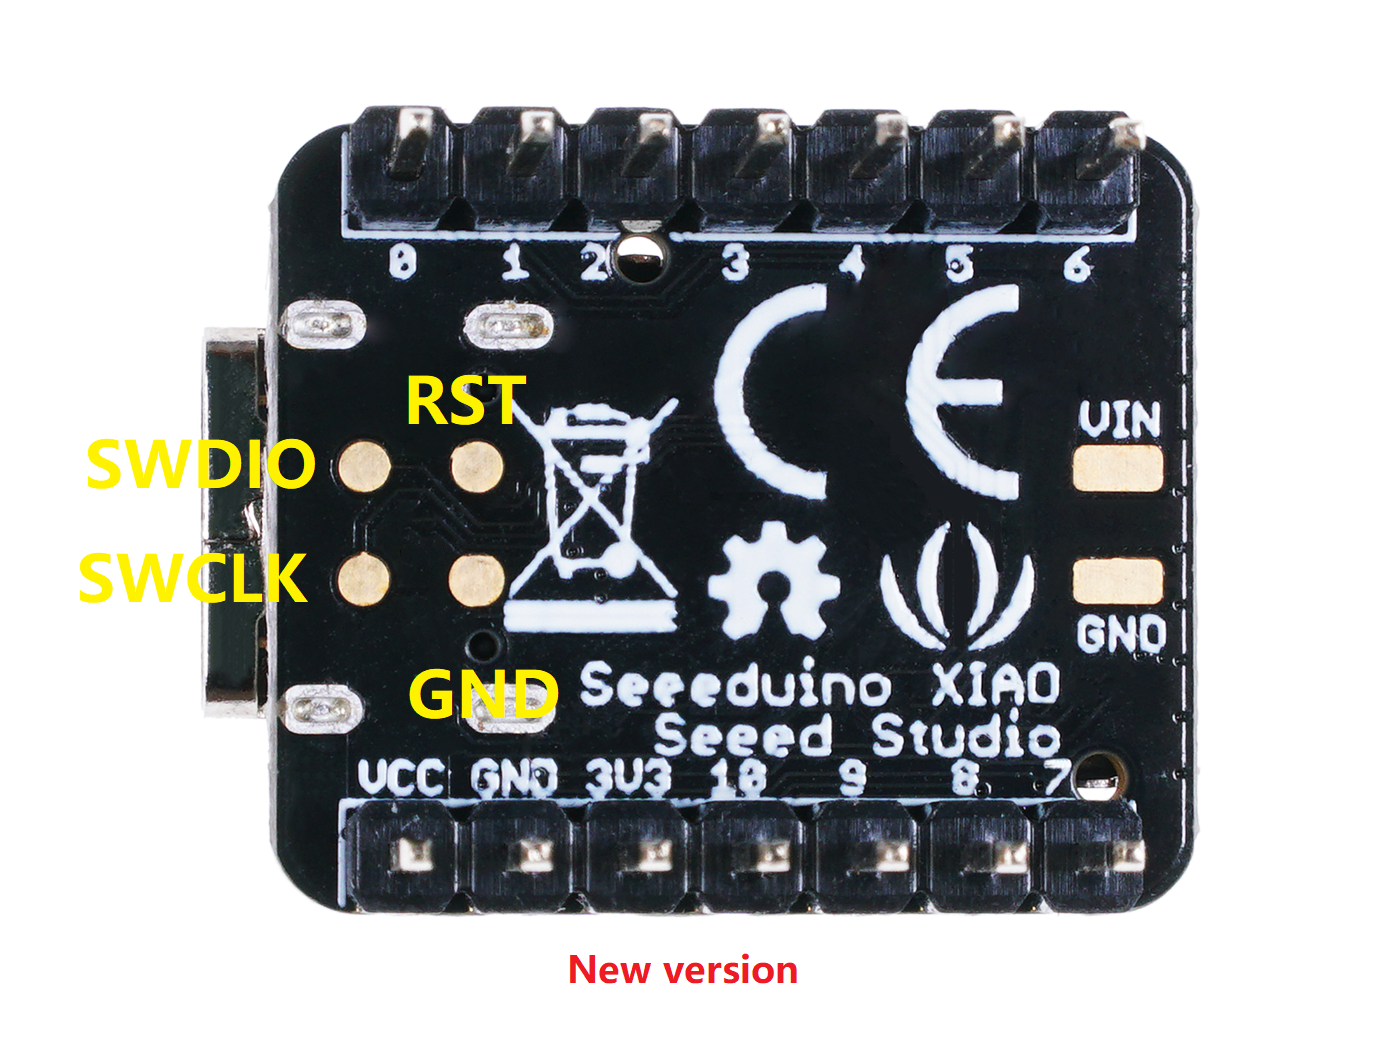 0 1 2 3 4 5 6
RST
VIN
SWDIO
SWCLK
GND
GND
Seeeduino XIAO
Seeed Studio
VCC GND 3V3 10 9 8 7
New version